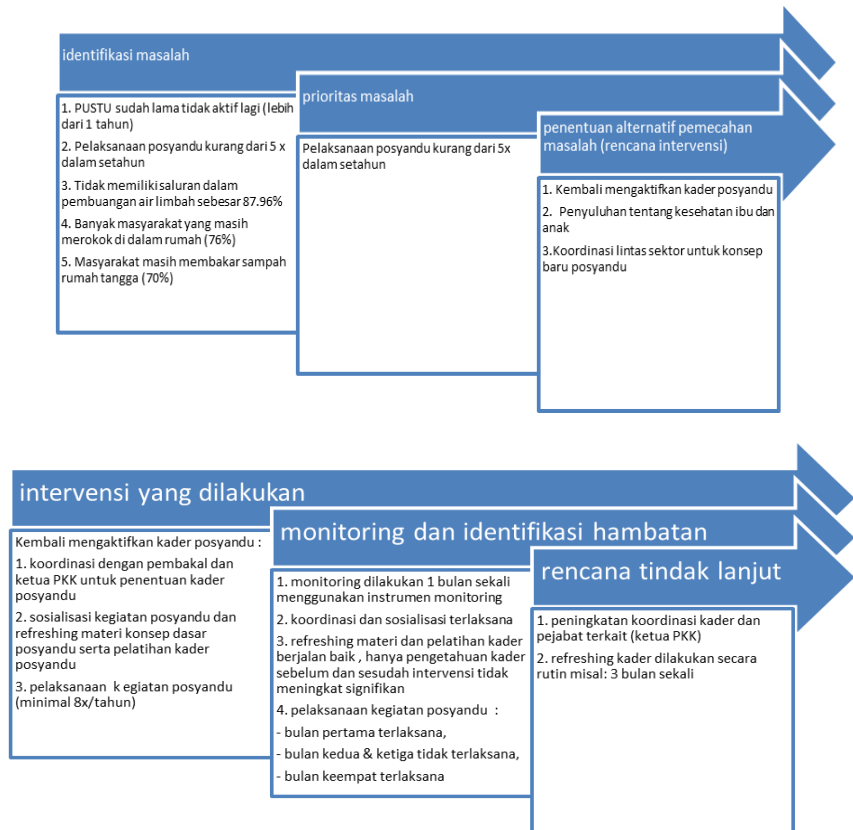 identifikasi masalah
1. PUSTU sudah lama tidak aktif lagi (lebih
dari 1 tahun)
2. Pelaksanaan posyandu kurang dari 5 x
dalam setahun
3. Tidak memiliki saluran dalam
pembuangan air limbah sebesar 87.96%
4. Banyak masyarakat yang masih
merokok di dalam rumah (76%)
5. Masyarakat masih membakar sampah
rumah tangga (70%)
prioritas masalah
Pelaksanaan posyandu kurang dari 5x
dalam setahun
penentuan alternatif pemecahan
masalah (rencana intervensi)
1. Kembali mengaktifkan kader posyandu
2. Penyuluhan tentang kesehatan ibu dan
anak
3.Koordinasi lintas sektor untuk konsep
baru posyandu
intervensi yang dilakukan
Kembali mengaktifkan kader posyandu :
1. koordinasi dengan pembakal dan
ketua PKK untuk penentuan kader
posyandu
2. sosialisasi kegiatan posyandu dan
refreshing materi konsep dasar
posyandu serta pelatihan kader
posyandu
3. pelaksanaan k egiatan posyandu
(minimal 8x/tahun)
monitoring dan identifikasi hambatan
1. monitoring dilakukan 1 bulan sekali
menggunakan instrumen monitoring
2. koordinasi dan sosialisasi terlaksana
3. refreshing materi dan pelatihan kader
berjalan baik , hanya pengetahuan kader
sebelum dan sesudah intervensi tidak
meningkat signifikan
4. pelaksanaan kegiatan posyandu :
- bulan pertama terlaksana,
- bulan kedua & ketiga tidak terlaksana,
- bulan keempat terlaksana
rencana tindak lanjut
1. peningkatan koordinasi kader dan
pejabat terkait (ketua PKK)
2. refreshing kader dilakukan secara
rutin misal: 3 bulan sekali